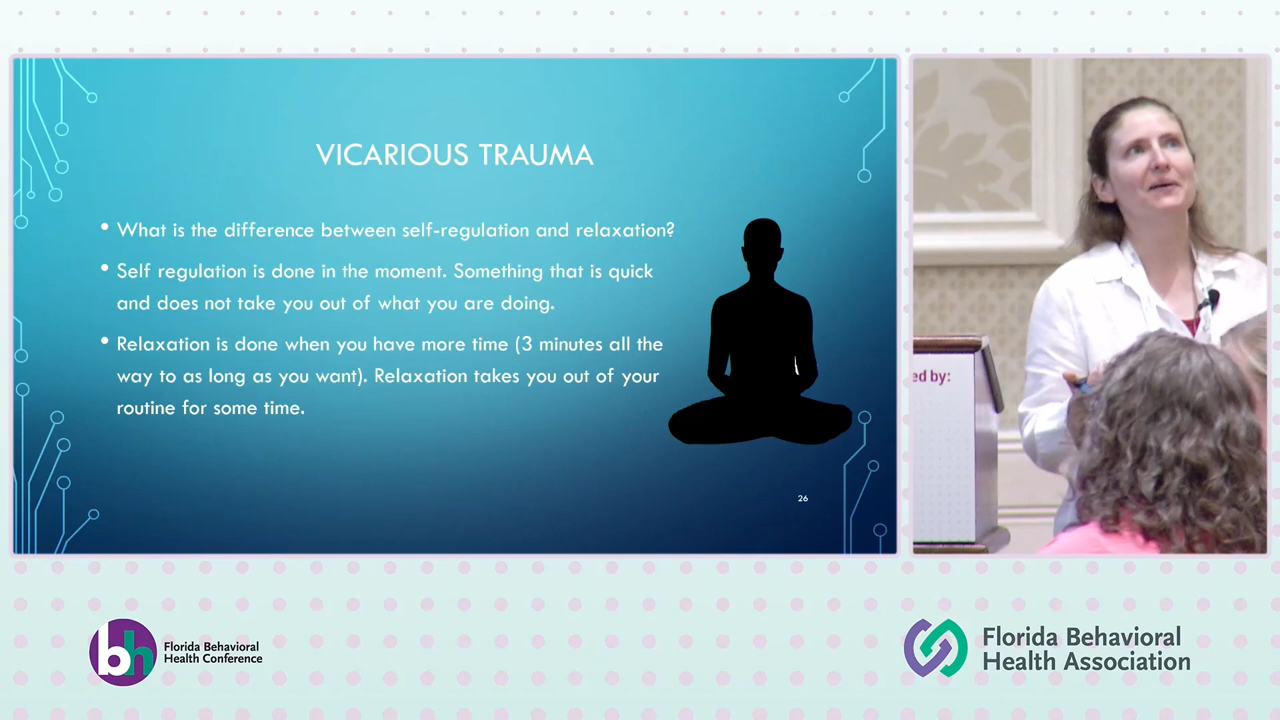 VICARIOUS TRAUMA
• What is the difference between self-regulation and relaxation?
• Self regulation is done in the moment. Something that is quick
and does not take you out of what you are doing.
• Relaxation is done when you have more time (3 minutes all the
way to as long as you want). Relaxation takes you out of your
routine for some time.
26
ed by:
bh
Florida Behavioral
Health Conference
Florida Behavioral
Health Association